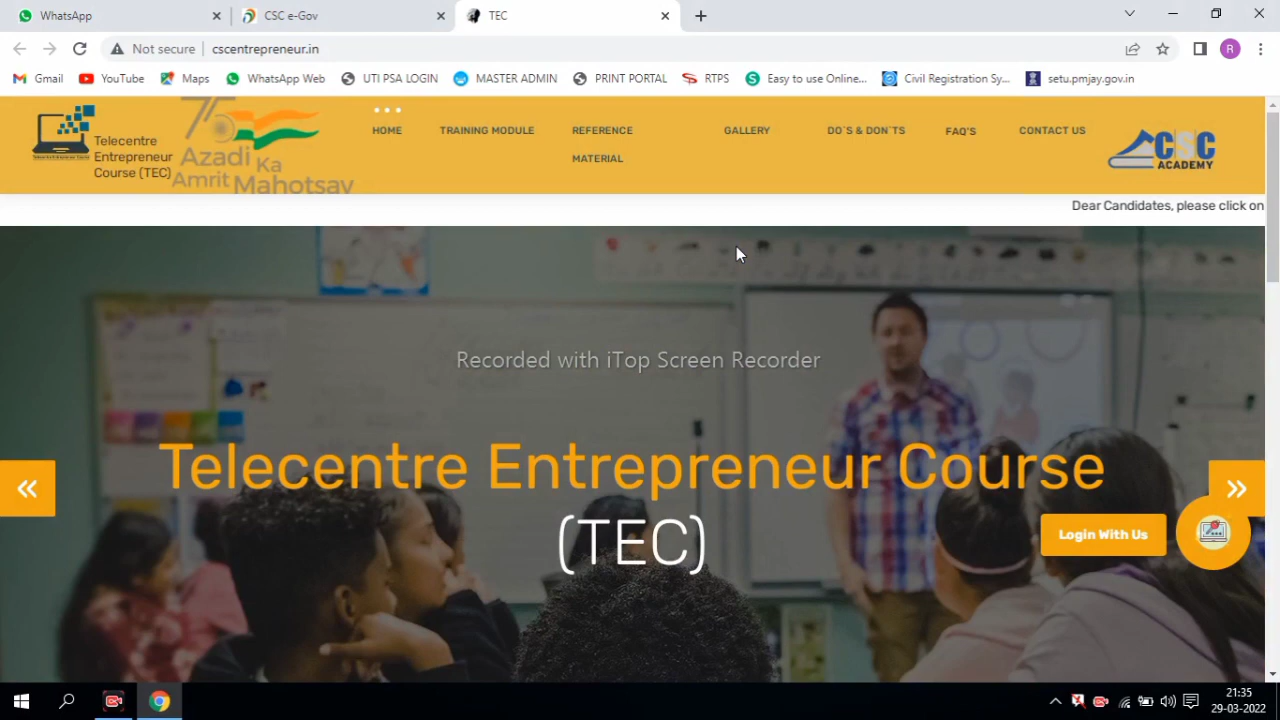 WhatsApp
CSC e-Gov
TEC
Not secure
cscentrepreneur.in
R
Gmail
YouTube
Maps
WhatsApp Web
UTI PSA LOGIN
MASTER ADMIN
PRINT PORTAL
RTPS
Easy to use Online...
Civil Registration Sy...
setu.pmjay.gov.in
Telecentre
Entrepreneur
Course (TEC)
75
Azadi
Ka
Amrit Mahotsav
HOME
TRAINING MODULE
REFERENCE
MATERIAL
GALLERY
DO`S & DON`TS
FAQ'S
CONTACT US
CSC
ACADEMY
Dear Candidates, please click on
Recorded with iTop Screen Recorder
Telecentre Entrepreneur Course
(TEC)
Login With Us
21:35
29-03-2022